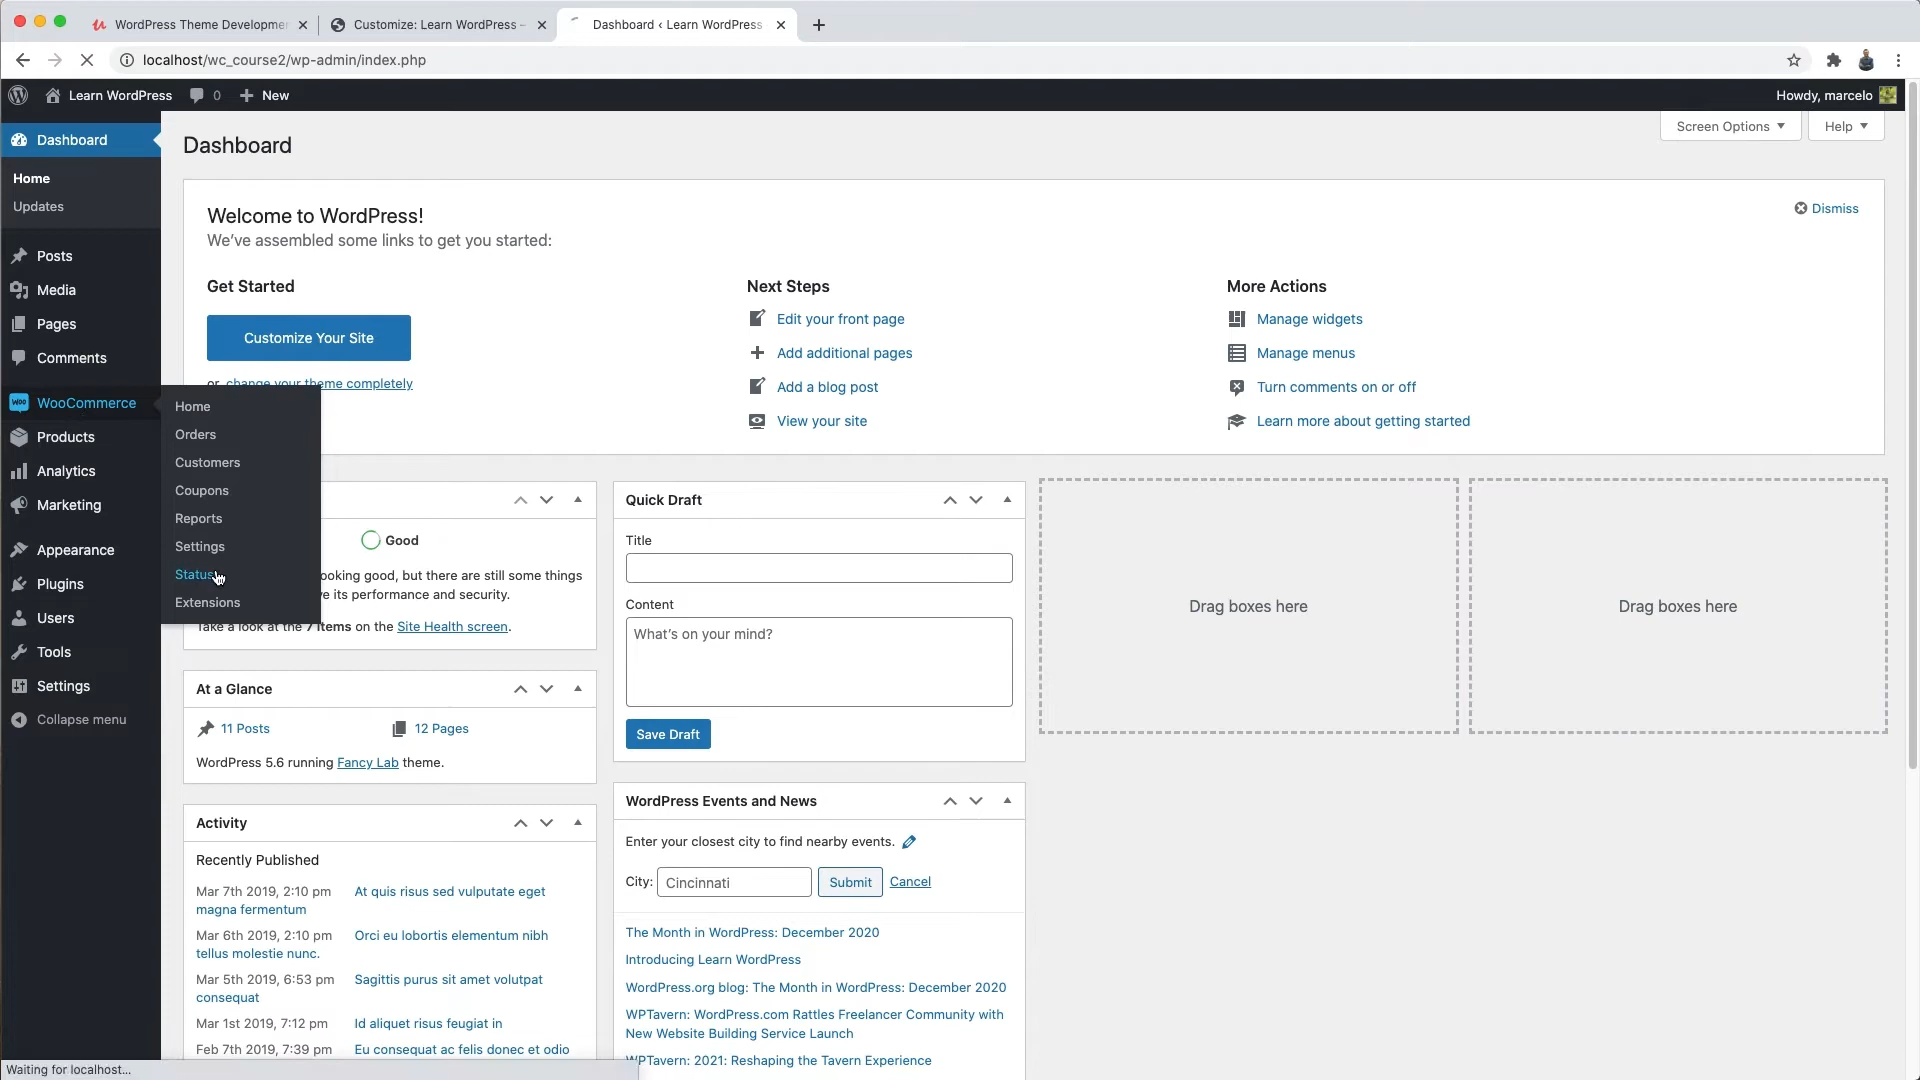 WordPress Theme Developmen
Customize: Learn WordPress –
Dashboard ‹ Learn WordPress
localhost/wc_course2/wp-admin/index.php
Learn WordPress
0
New
Howdy, marcelo
Dashboard
Home
Updates
Posts
Media
Pages
Comments
WooCommerce
Products
Analytics
Marketing
Appearance
Plugins
Users
Tools
Settings
Collapse menu
Home
Orders
Customers
Coupons
Reports
Settings
Status
Extensions
Dashboard
Screen Options
Help
Welcome to WordPress!
We've assembled some links to get you started:
Dismiss
Get Started
Customize Your Site
or, change your theme completely
Next Steps
Edit your front page
Add additional pages
Add a blog post
View your site
More Actions
Manage widgets
Manage menus
Turn comments on or off
Learn more about getting started
Good
ooking good, but there are still some things
e its performance and security.
Take a look at the 7 items on the Site Health screen.
At a Glance
11 Posts
12 Pages
WordPress 5.6 running Fancy Lab theme.
Activity
Recently Published
Mar 7th 2019, 2:10 pm At quis risus sed vulputate eget
magna fermentum
Mar 6th 2019, 2:10 pm Orci eu lobortis elementum nibh
tellus molestie nunc.
Mar 5th 2019, 6:53 pm Sagittis purus sit amet volutpat
consequat
Mar 1st 2019, 7:12 pm Id aliquet risus feugiat in
Feb 7th 2019, 7:39 pm Eu consequat ac felis donec et odio
Quick Draft
Title
Content
What's on your mind?
Save Draft
WordPress Events and News
Enter your closest city to find nearby events.
City: Cincinnati Submit Cancel
The Month in WordPress: December 2020
Introducing Learn WordPress
WordPress.org blog: The Month in WordPress: December 2020
WPTavern: WordPress.com Rattles Freelancer Community with
New Website Building Service Launch
WPTavern: 2021: Reshaping the Tavern Experience
Drag boxes here
Drag boxes here
Waiting for localhost...